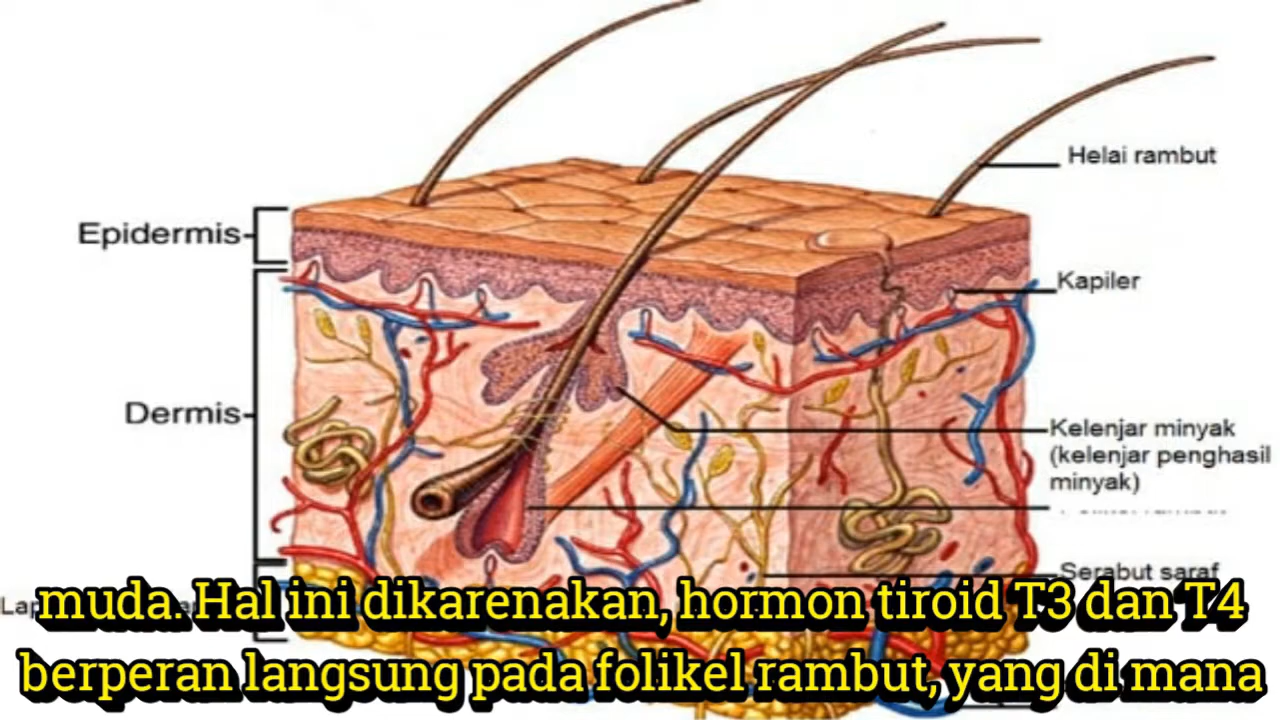 Helai rambut
Epidermis
Kapiler
Dermis
Kelenjar minyak
(kelenjar penghasil
minyak)
Serabut saraf
muda. Hal ini dikarenakan, hormon tiroid T3 dan T4
berperan langsung pada folikel rambut, yang di mana